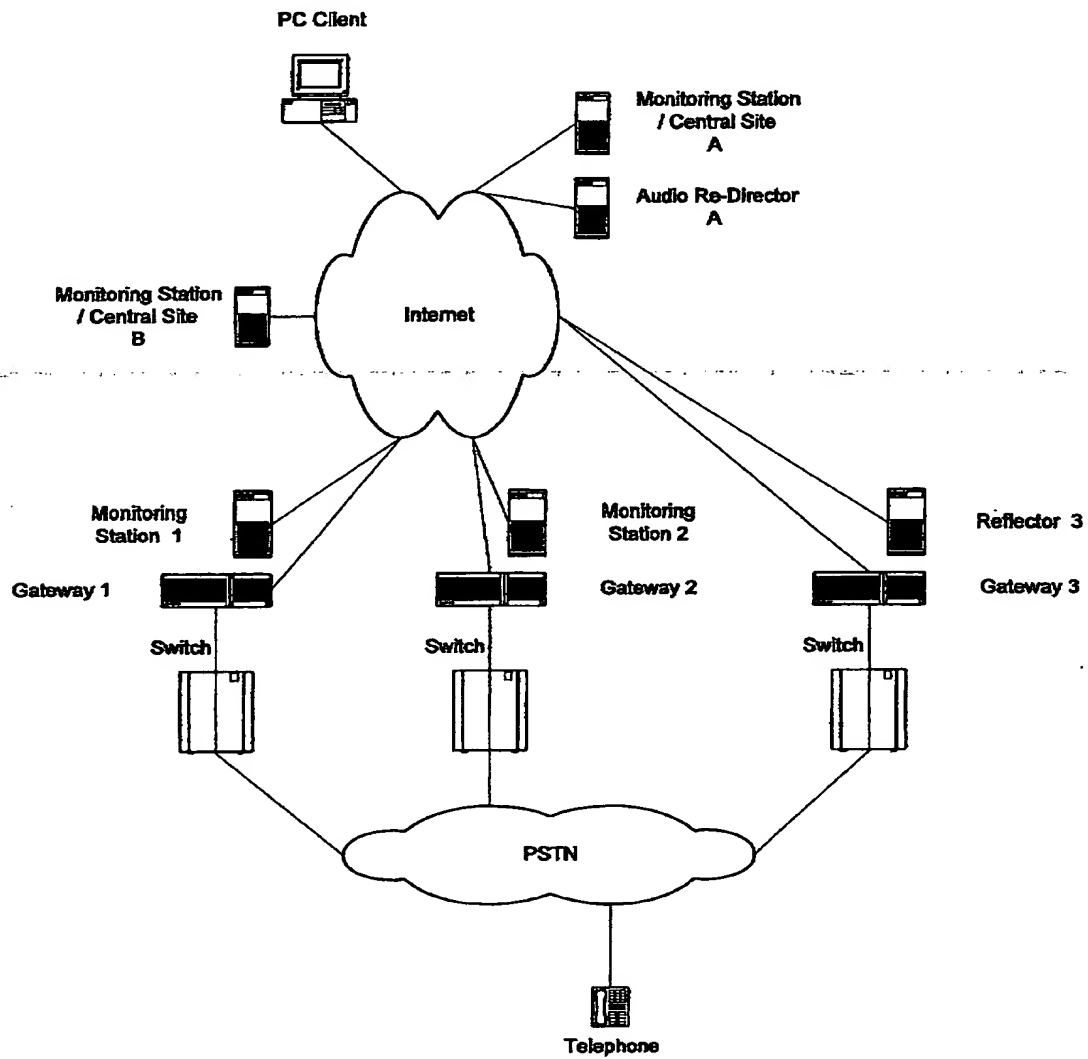 PC Client
Monitoring Station
/ Central Site
A
Audio Re-Director
A
Monitoring Station
/ Central Site
B
Internet
Monitoring
Station 1
Monitoring
Station 2
Reflector 3
Gateway 1
Gateway 2
Gateway 3
Switch
Switch
Switch
PSTN
Telephone